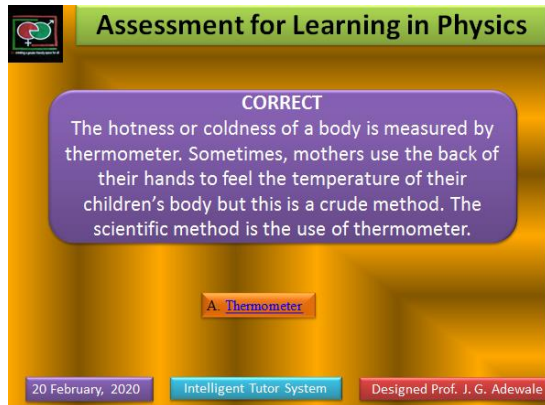 Assessment for Learning in Physics
CORRECT
The hotness or coldness of a body is measured by
thermometer. Sometimes, mothers use the back of
their hands to feel the temperature of their
children's body but this is a crude method. The
scientific method is the use of thermometer.
A. Thermometer
20 February, 2020
Intelligent Tutor System
Designed Prof. J. G. Adewale